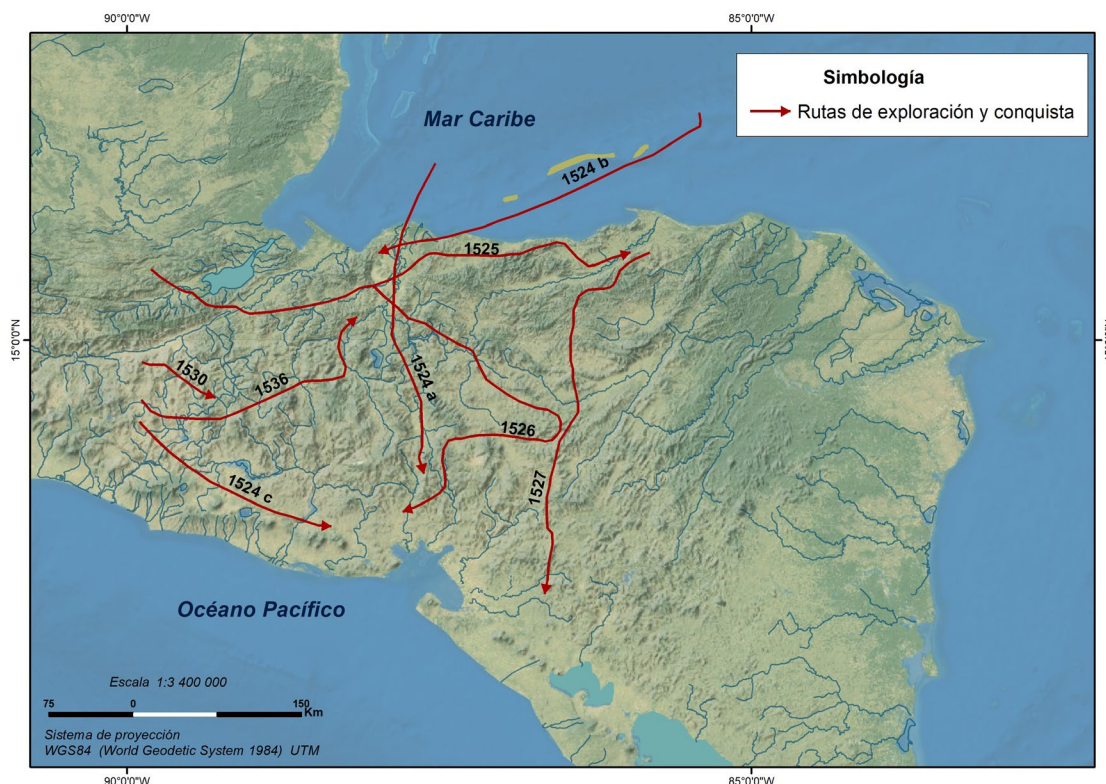 90°0'0"W
85°0'0"W
Simbología
Rutas de exploración y conquista
Mar Caribe
1524 b
1525
15°0'0"N
1524 a
1530
1536
1526
1524 c
1527
Océano Pacífico
Escala 1:3 400 000
75
0
150
Km
Sistema de proyección
WGS84 (World Geodetic System 1984) UTM
90°0'0"W
85°0'0"W